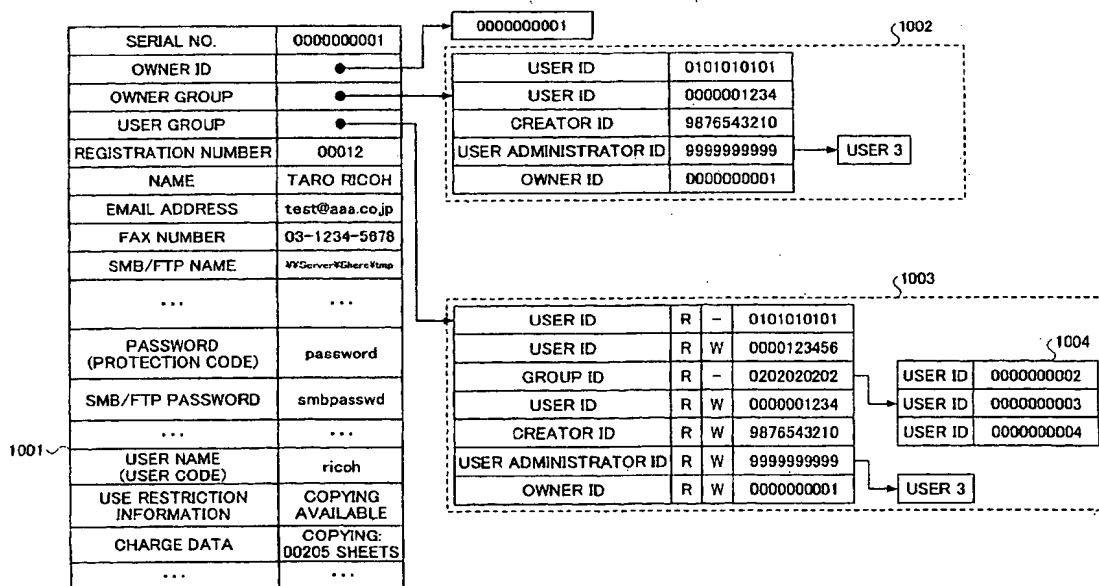 SERIAL NO. 0000000001
OWNER ID
OWNER GROUP
USER GROUP
REGISTRATION NUMBER 00012
NAME TARO RICOH
EMAIL ADDRESS test@aaa.co.jp
FAX NUMBER 03-1234-5678
SMB/FTP NAME ¥¥Server¥Share¥tmp
... ...
PASSWORD
(PROTECTION CODE) password
SMB/FTP PASSWORD smbpasswd
... ...
1001
USER NAME
(USER CODE) ricoh
USE RESTRICTION
INFORMATION COPYING
AVAILABLE
CHARGE DATA COPYING:
00205 SHEETS
... ...
0000000001
1002
USER ID 0101010101
USER ID 0000001234
CREATOR ID 9876543210
USER ADMINISTRATOR ID 9999999999 USER 3
OWNER ID 0000000001
1003
USER ID R - 0101010101
USER ID R W 0000123456
GROUP ID R - 0202020202
USER ID R W 0000001234
CREATOR ID R W 9876543210
USER ADMINISTRATOR ID R W 9999999999
OWNER ID R W 0000000001
USER 3
1004
USER ID 0000000002
USER ID 0000000003
USER ID 0000000004